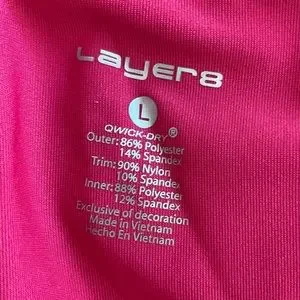 Layer8
L
QWICK-DRY®
Outer: 86% Polyester
14% Spandex
Trim: 90% Nylon
10% Spandex
Inner: 88% Polyester
12% Spandex
Exclusive of decoration
Made in Vietnam
Hecho En Vietnam